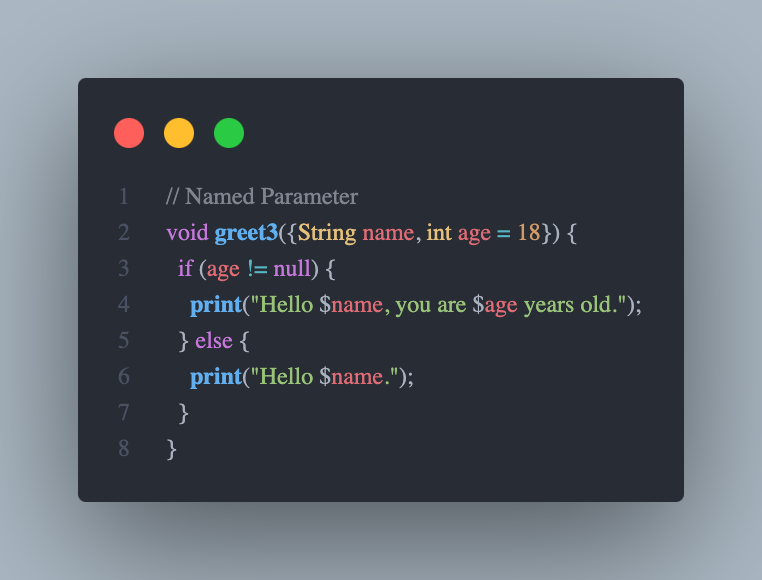 1 // Named Parameter
2 void greet3({String name, int age = 18}) {
3 if (age != null) {
4 print("Hello $name, you are $age years old.");
5 } else {
6 print("Hello $name.");
7 }
8 }